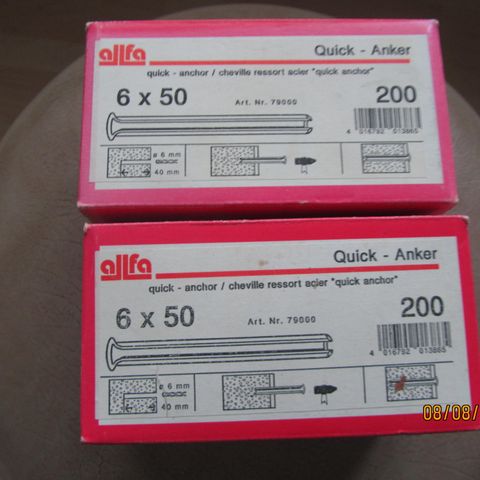 allfa
Quick - Anker
quick - anchor / cheville ressort acier "quick anchor"
6 x 50
Art. Nr. 79000
200
ø 6 mm
40 mm
4 016792 013865
allfa
Quick - Anker
quick - anchor / cheville ressort acier "quick anchor"
6 x 50
Art. Nr. 79000
200
ø 6 mm
40 mm
4 016792 013865
08/08/